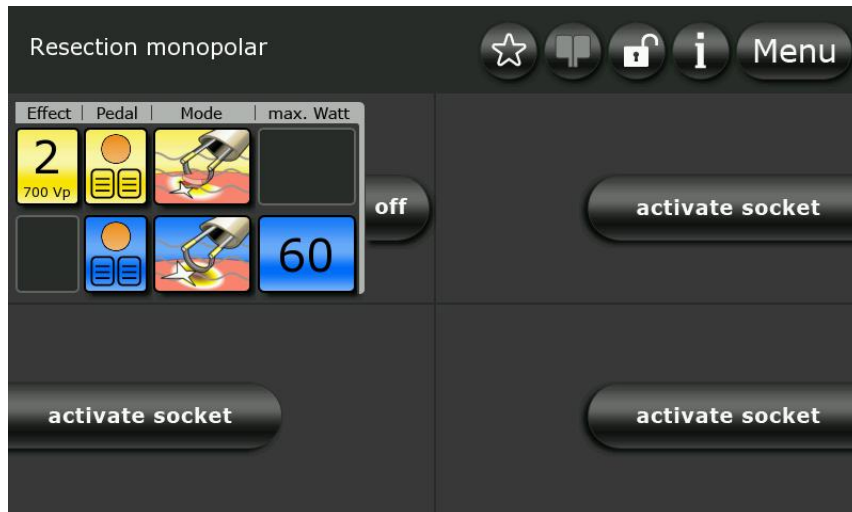 Resection monopolar
Menu
Effect | Pedal | Mode | max. Watt
2
700 Vp
off
activate socket
60
activate socket
activate socket